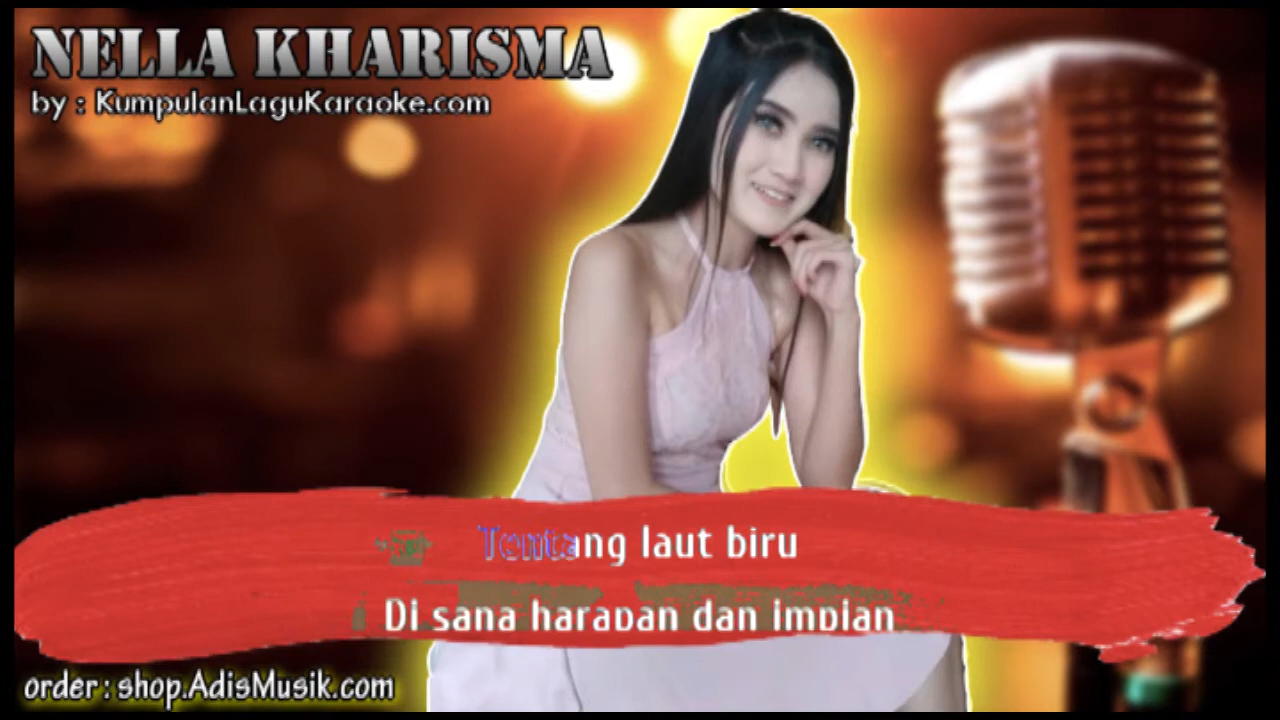 NELLA KHARISMA
by : KumpulanLaguKaraoke.com
Tentang laut biru
Di sana harapan dan impian
order : shop.AdisMusik.com